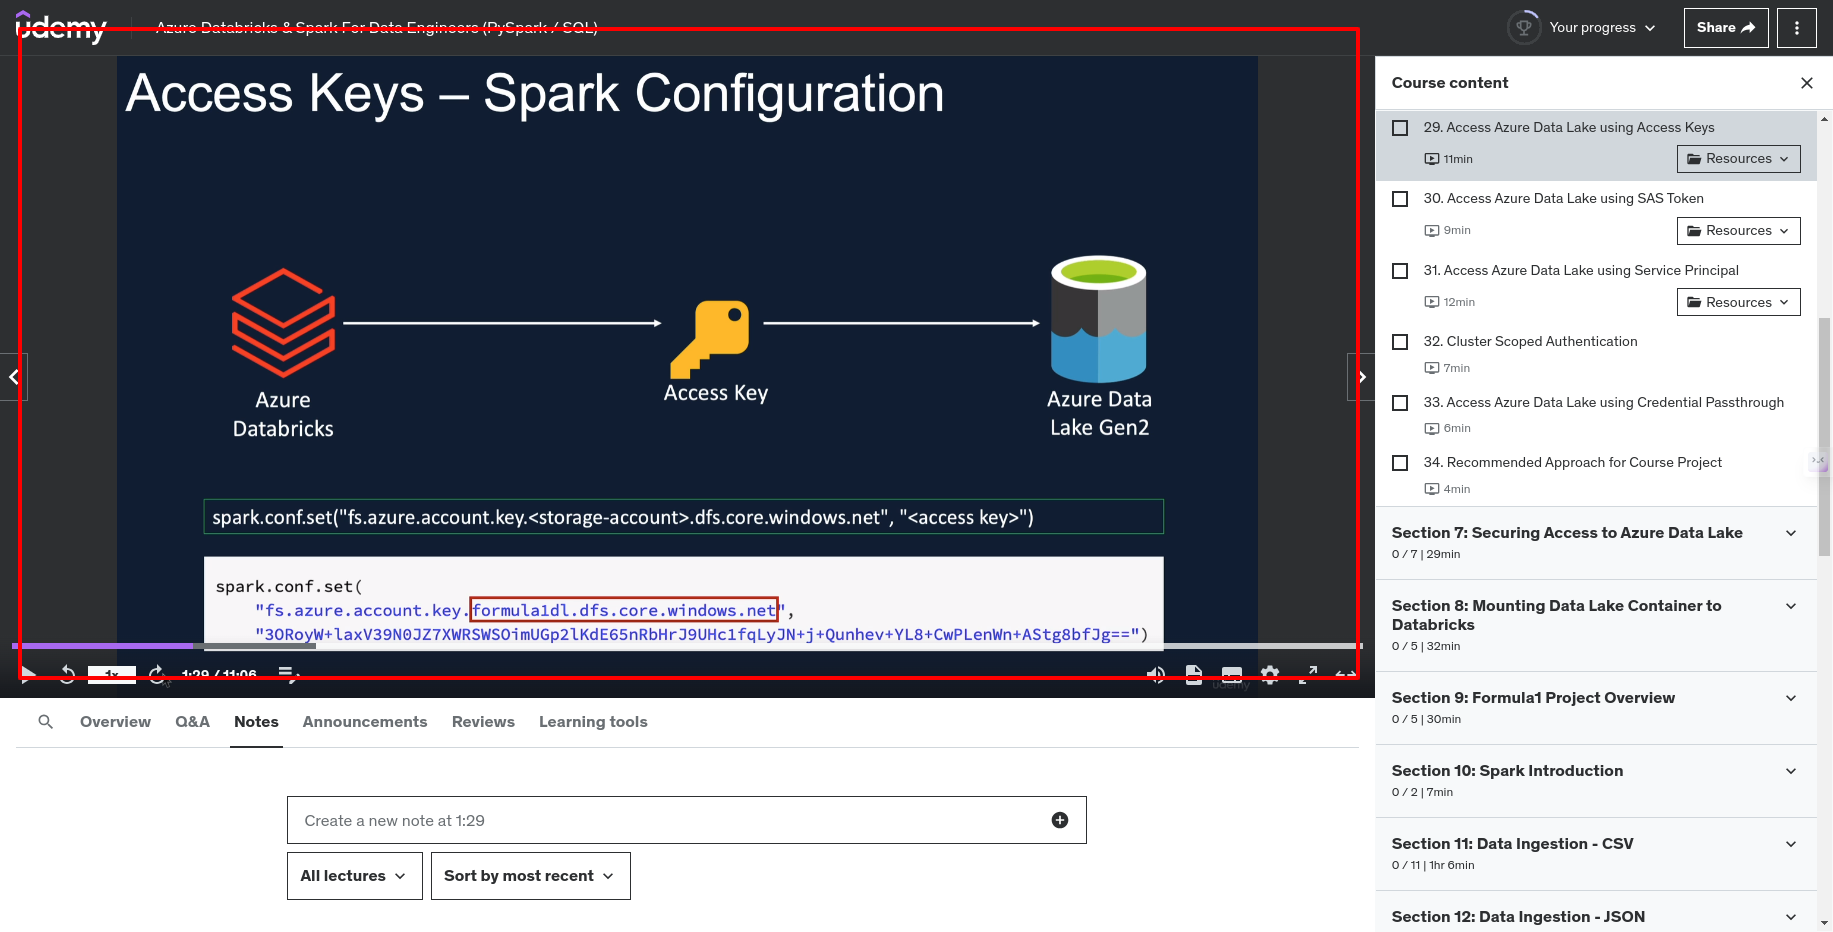 udemy
Azure Databricks & Spark For Data Engineers (PySpark / SQL)
Your progress
Share
Access Keys – Spark Configuration
Azure
Databricks
Access Key
Azure Data
Lake Gen2
spark.conf.set("fs.azure.account.key.<storage-account>.dfs.core.windows.net", "<access key>")
spark.conf.set(
"fs.azure.account.key.formula1dl.dfs.core.windows.net",
"3ORoyW+laxV39N0JZ7XWRSWSOimUGp2lKdE65nRbHrJ9UHc1fqLyJN+j+Qunhev+YL8+CwPLenWn+AStg8bfJg==")
1x
1:29 / 11:06
udemy
Overview Q&A Notes Announcements Reviews Learning tools
Create a new note at 1:29
All lectures Sort by most recent
Course content
29. Access Azure Data Lake using Access Keys
11min
Resources
30. Access Azure Data Lake using SAS Token
9min
Resources
31. Access Azure Data Lake using Service Principal
12min
Resources
32. Cluster Scoped Authentication
7min
33. Access Azure Data Lake using Credential Passthrough
6min
34. Recommended Approach for Course Project
4min
Section 7: Securing Access to Azure Data Lake
0 / 7 | 29min
Section 8: Mounting Data Lake Container to
Databricks
0 / 5 | 32min
Section 9: Formula1 Project Overview
0 / 5 | 30min
Section 10: Spark Introduction
0 / 2 | 7min
Section 11: Data Ingestion - CSV
0 / 11 | 1hr 6min
Section 12: Data Ingestion - JSON